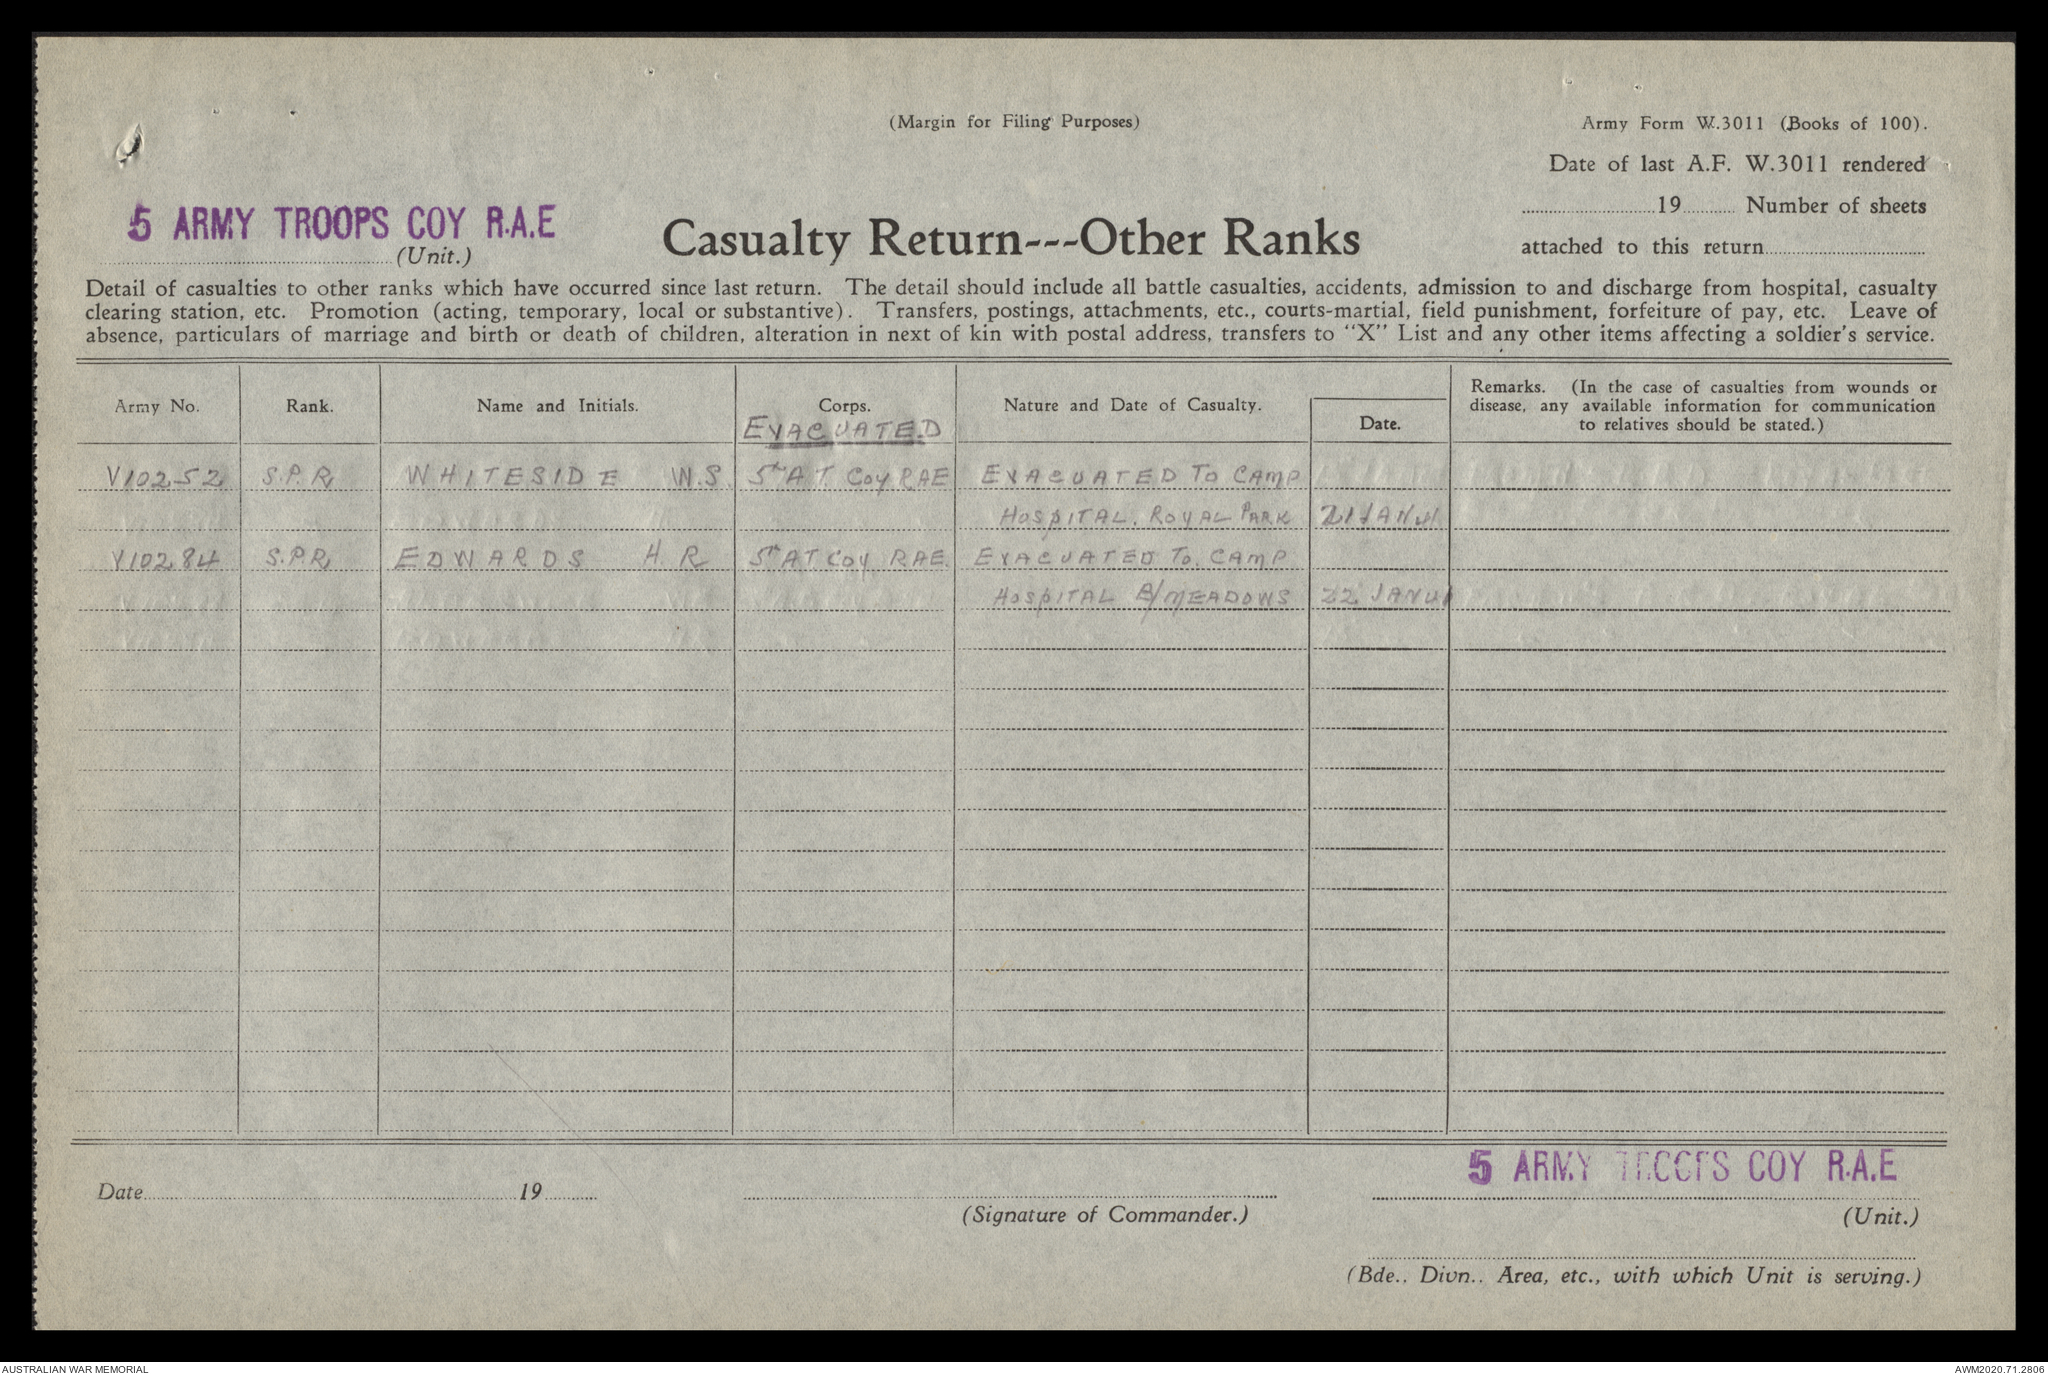 (Margin for Filing Purposes)
Army Form W.3011 (Books of 100).
Date of last A.F. W.3011 rendered
5 ARMY TROOPS COY R.A.E
(Unit.)
Casualty Return---Other Ranks
19 Number of sheets
attached to this return
Detail of casualties to other ranks which have occurred since last return. The detail should include all battle casualties, accidents, admission to and discharge from hospital, casualty
clearing station, etc. Promotion (acting, temporary, local or substantive). Transfers, postings, attachments, etc., courts-martial, field punishment, forfeiture of pay, etc. Leave of
absence, particulars of marriage and birth or death of children, alteration in next of kin with postal address, transfers to "X" List and any other items affecting a soldier's service.
Army No. Rank. Name and Initials. Corps. Nature and Date of Casualty. Date. Remarks. (In the case of casualties from wounds or
disease, any available information for communication
to relatives should be stated.)
EVACUATED
V10252 S.P.R. WHITESIDE W.S. 5th A.T. Coy RAE EVACUATED TO CAMP
HOSPITAL. ROYAL PARK 21 JAN 41
V10284 S.P.R. EDWARDS H. R 5th A.T. Coy RAE. EVACUATED TO. CAMP
HOSPITAL B/MEADOWS 22 JAN 41
Date 19
(Signature of Commander.)
5 ARMY TROOPS COY R.A.E
(Unit.)
(Bde., Divn., Area, etc., with which Unit is serving.)
AUSTRALIAN WAR MEMORIAL AWM2020.71.2806